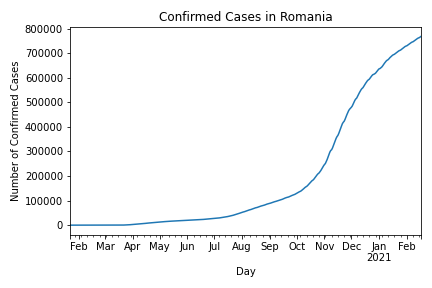 Confirmed Cases in Romania
Number of Confirmed Cases
800000
700000
600000
500000
400000
300000
200000
100000
0
Feb Mar Apr May Jun Jul Aug Sep Oct Nov Dec Jan Feb
2021
Day